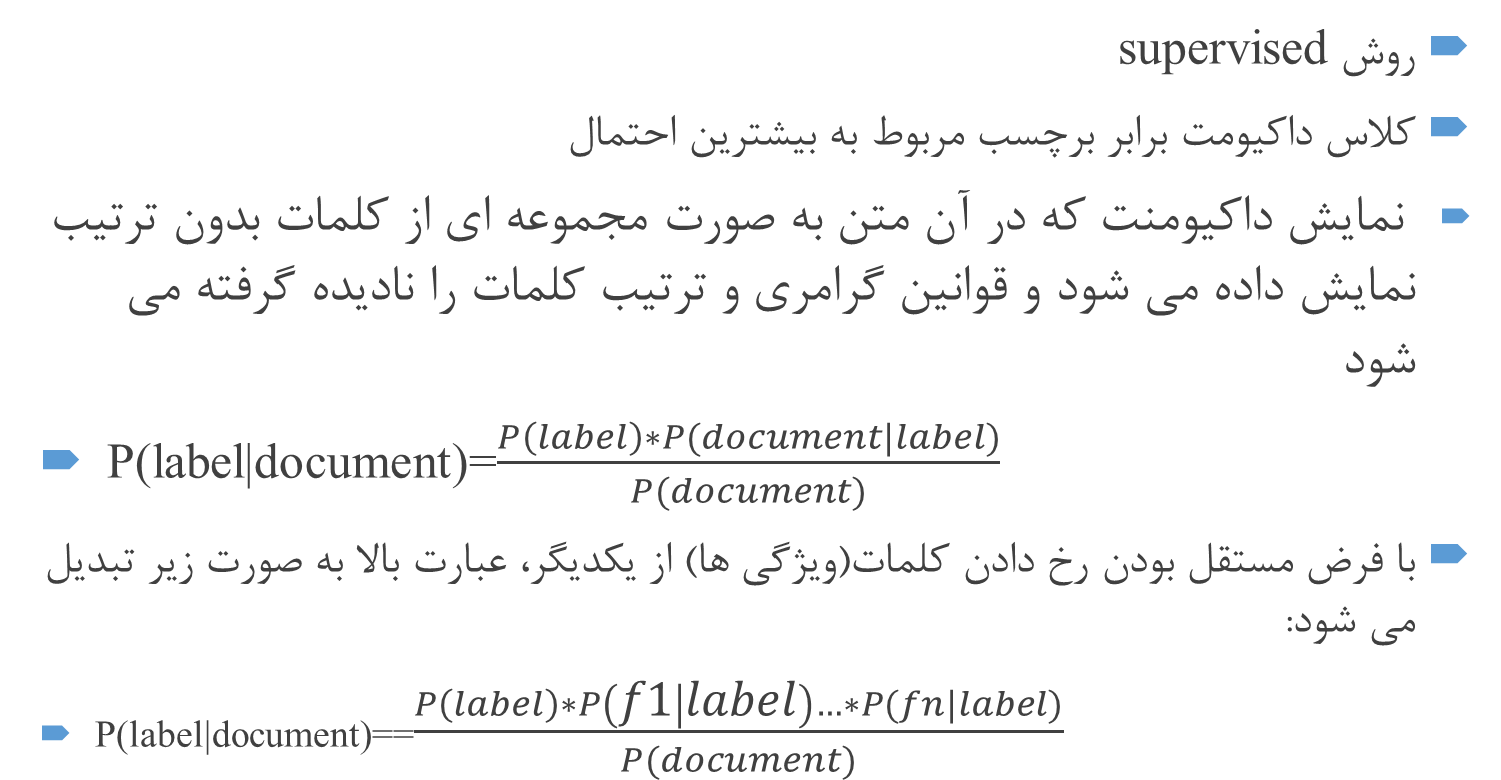 روش supervised
کلاس داکیومت برابر برچسب مربوط به بیشترین احتمال
نمایش داکیومنت که در آن متن به صورت مجموعه ای از کلمات بدون ترتیب
نمایش داده می شود و قوانین گرامری و ترتیب کلمات را نادیده گرفته می
شود
P(label|document)=\frac{P(label)*P(document|label)}{P(document)}
با فرض مستقل بودن رخ دادن کلمات(ویژگی ها) از یکدیگر، عبارت بالا به صورت زیر تبدیل
می شود:
P(label|document)==\frac{P(label)*P(f1|label)...*P(fn|label)}{P(document)}